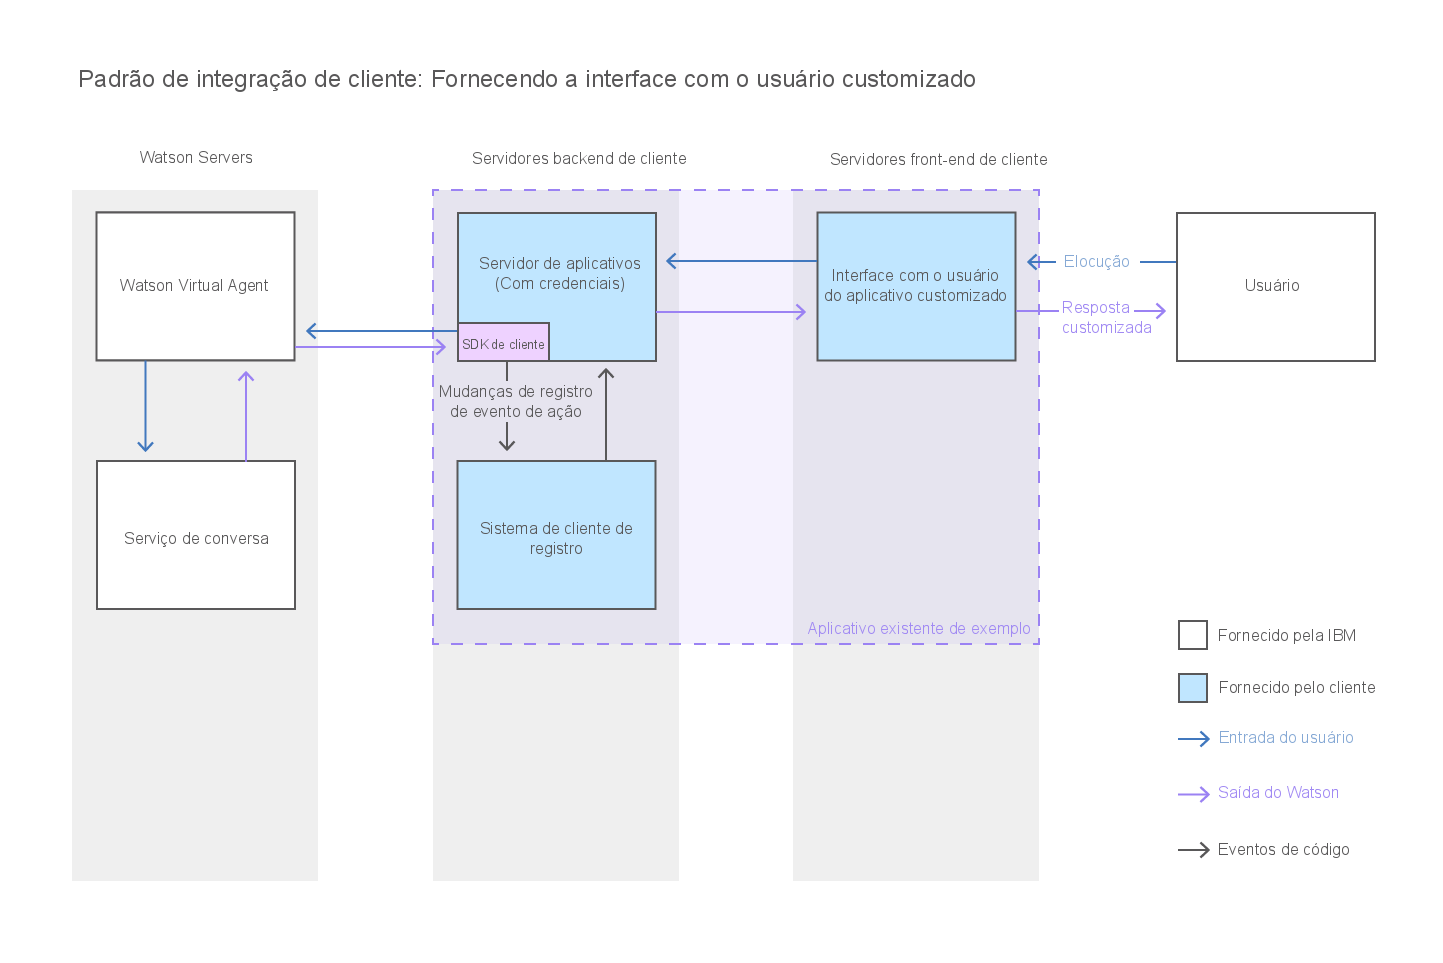 Padrão de integração de cliente: Fornecendo a interface com o usuário customizado
Watson Servers
Servidores backend de cliente
Servidores front-end de cliente
Watson Virtual Agent
Servidor de aplicativos
(Com credenciais)
SDK de cliente
Interface com o usuário
do aplicativo customizado
Elocução
Resposta
customizada
Usuário
Mudanças de registro
de evento de ação
Serviço de conversa
Sistema de cliente de
registro
Aplicativo existente de exemplo
Fornecido pela IBM
Fornecido pelo cliente
Entrada do usuário
Saída do Watson
Eventos de código